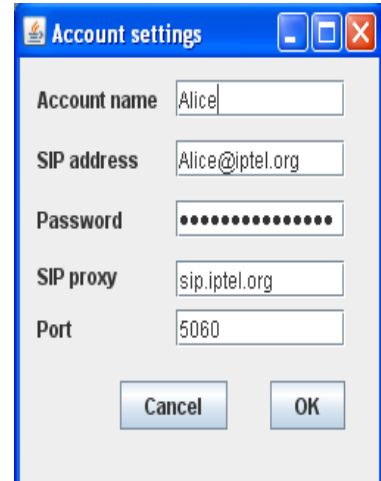 Account settings
Account name Alice
SIP address Alice@iptel.org
Password •••••••••••••••
SIP proxy sip.iptel.org
Port 5060
Cancel OK